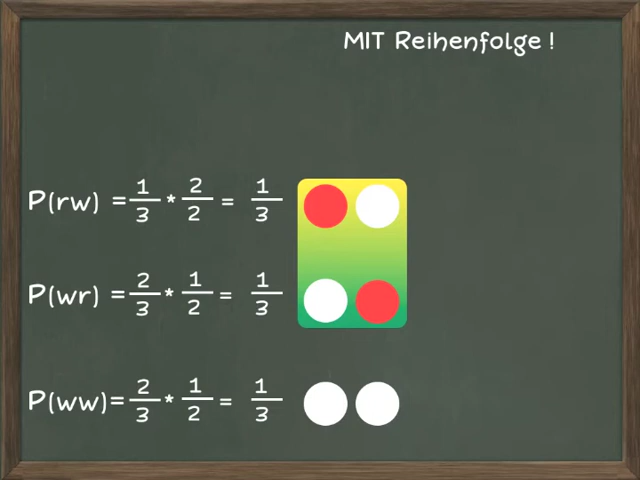 MIT Reihenfolge !
P(rw) = 1/3 * 2/2 = 1/3
P(wr) = 2/3 * 1/2 = 1/3
P(ww)= 2/3 * 1/2 = 1/3